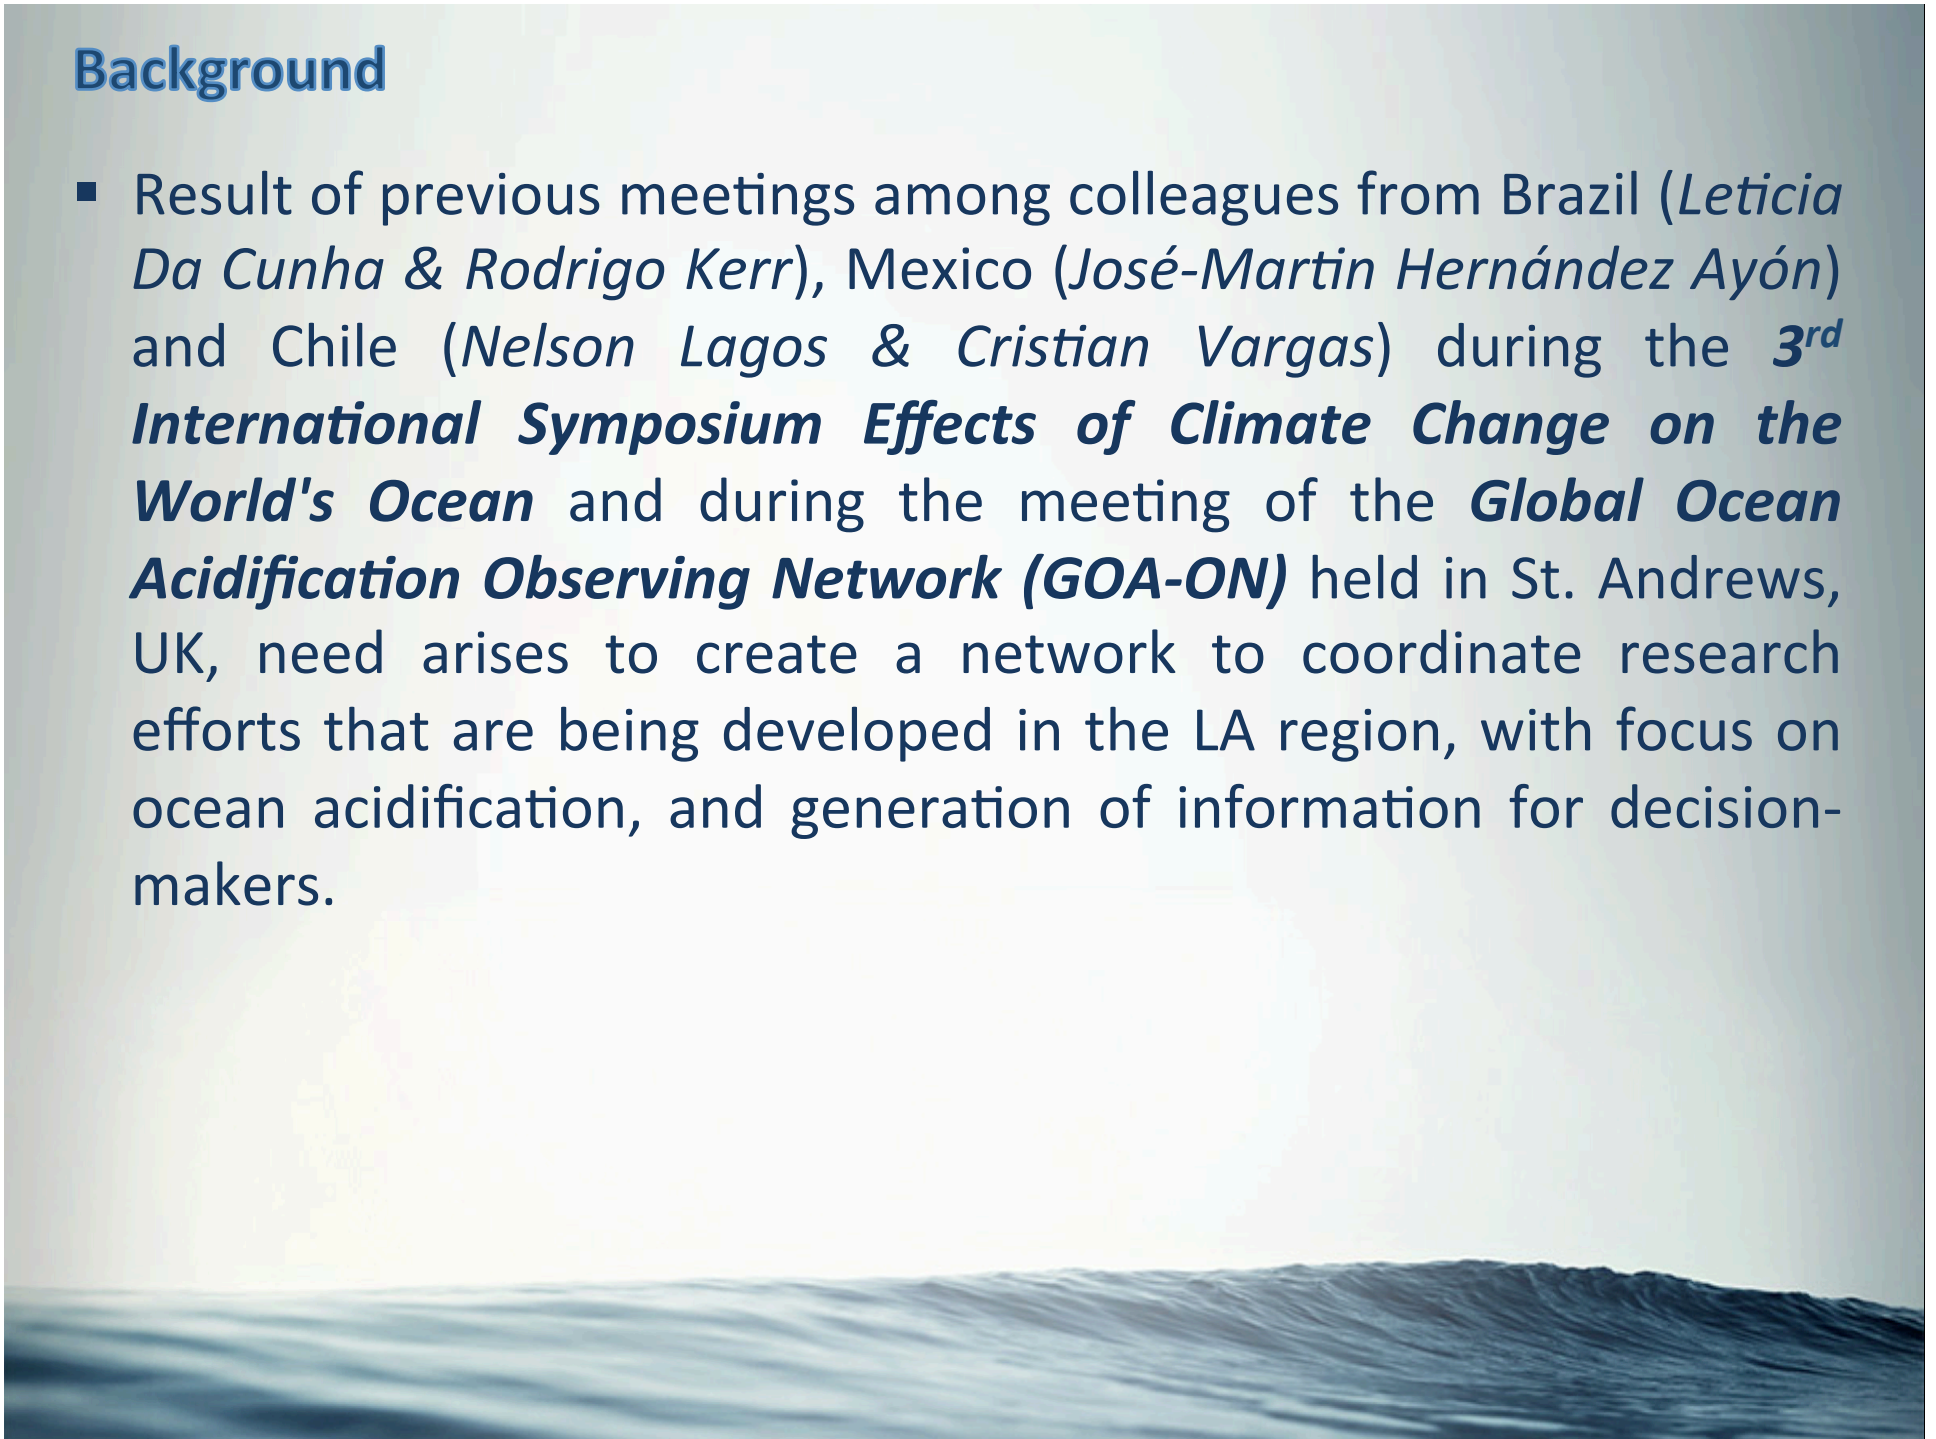 Background
▪ Result of previous meetings among colleagues from Brazil (Leticia
Da Cunha & Rodrigo Kerr), Mexico (José-Martin Hernández Ayón)
and Chile (Nelson Lagos & Cristian Vargas) during the 3rd
International Symposium Effects of Climate Change on the
World's Ocean and during the meeting of the Global Ocean
Acidification Observing Network (GOA-ON) held in St. Andrews,
UK, need arises to create a network to coordinate research
efforts that are being developed in the LA region, with focus on
ocean acidification, and generation of information for decision-
makers.